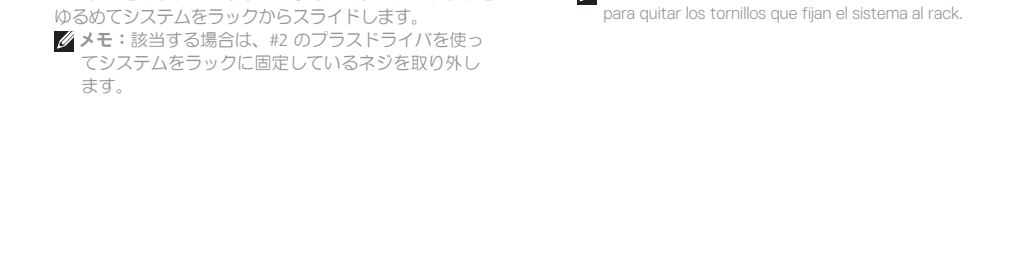 ゆるめてシステムをラックからスライドします。
メモ：該当する場合は、#2 のプラスドライバを使っ
てシステムをラックに固定しているネジを取り外し
ます。
para quitar los tornillos que fijan el sistema al rack.